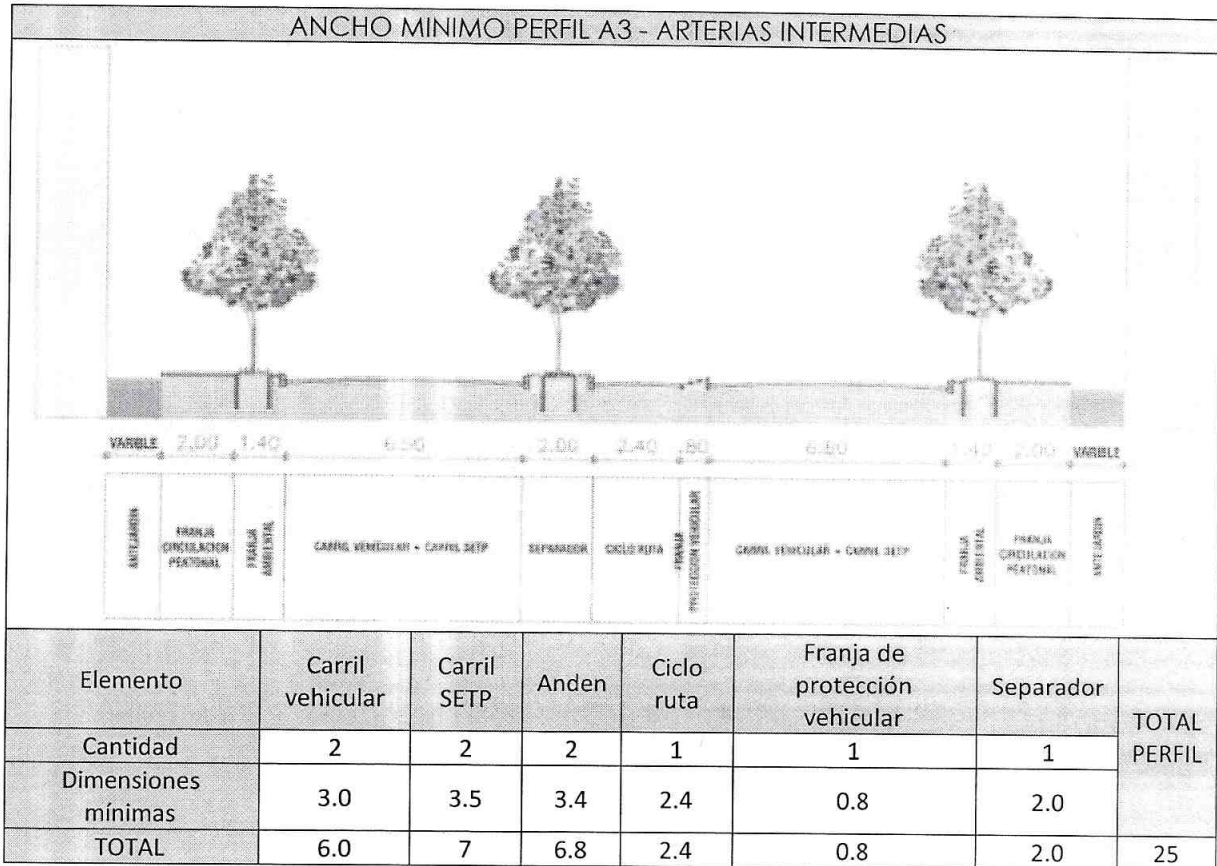 ANCHO MINIMO PERFIL A3 - ARTERIAS INTERMEDIAS
VARIBLE 2.00 1.40 6.50 2.00 2.40 .80 6.50 1.40 2.00 VARIBLE
ANTEJARDIN
FRANJA
CIRCULACION
PEATONAL
FRANJA
AMBIENTAL
CARRIL VEHICULAR + CARRIL SETP
SEPARADOR
CICLO RUTA
FRANJA
PROTECCION VEHICULAR
CARRIL VEHICULAR + CARRIL SETP
FRANJA
AMBIENTAL
FRANJA
CIRCULACION
PEATONAL
ANTEJARDIN
Elemento
Carril
vehicular
Carril
SETP
Anden
Ciclo
ruta
Franja de
protección
vehicular
Separador
TOTAL
PERFIL
Cantidad 2 2 2 1 1 1
Dimensiones
mínimas
3.0 3.5 3.4 2.4 0.8 2.0
TOTAL 6.0 7 6.8 2.4 0.8 2.0 25